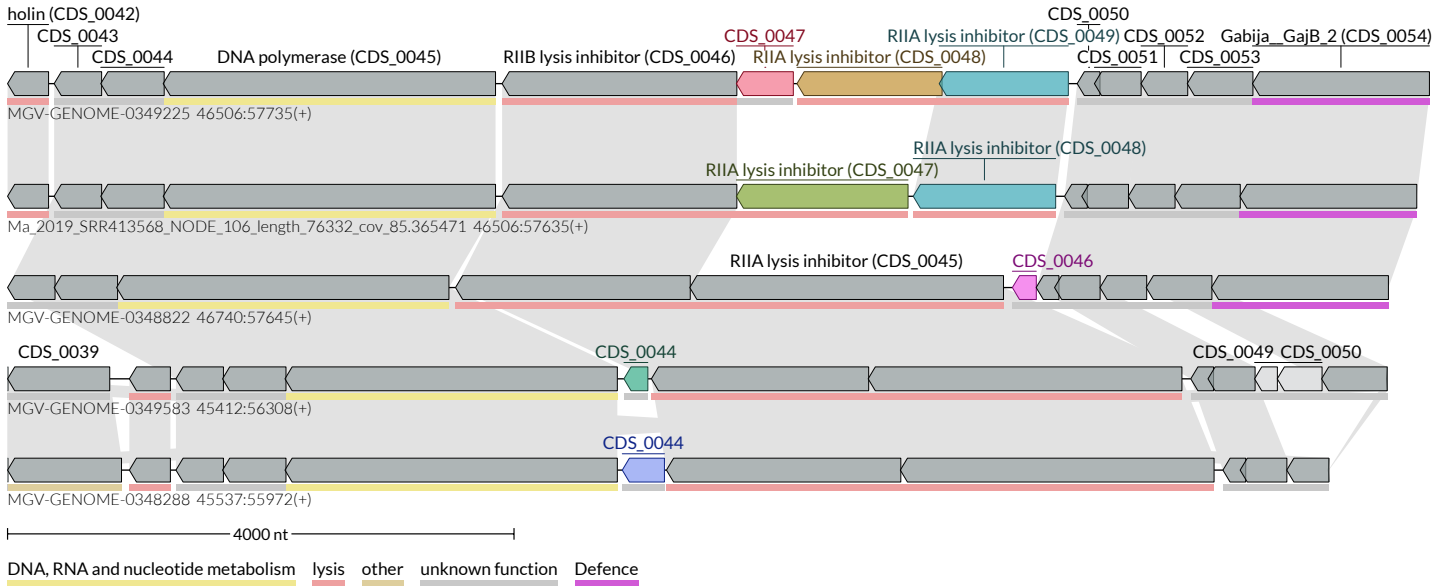 holin (CDS_0042)
CDS_0050
CDS_0043
CDS_0047
RIIA lysis inhibitor (CDS_0049)
CDS_0052
Gabija__GajB_2 (CDS_0054)
CDS_0044
DNA polymerase (CDS_0045)
RIIB lysis inhibitor (CDS_0046)
RIIA lysis inhibitor (CDS_0048)
CDS_0051
CDS_0053
MGV-GENOME-0349225 46506:57735(+)
RIIA lysis inhibitor (CDS_0048)
RIIA lysis inhibitor (CDS_0047)
Ma_2019_SRR413568_NODE_106_length_76332_cov_85.365471 46506:57635(+)
RIIA lysis inhibitor (CDS_0045)
CDS_0046
MGV-GENOME-0348822 46740:57645(+)
CDS_0039
CDS_0044
CDS_0049
CDS_0050
MGV-GENOME-0349583 45412:56308(+)
CDS_0044
MGV-GENOME-0348288 45537:55972(+)
4000 nt
DNA, RNA and nucleotide metabolism
lysis
other
unknown function
Defence